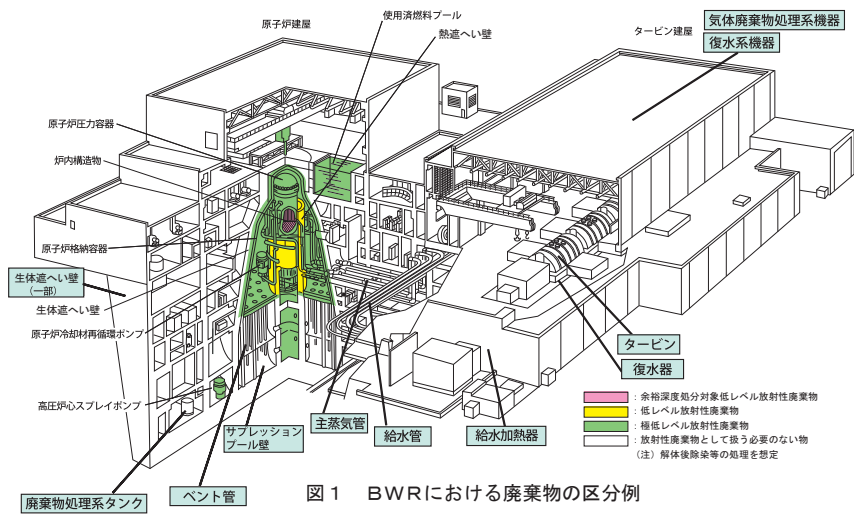 原子炉建屋
使用済燃料プール
熱遮へい壁
タービン建屋
気体廃棄物処理系機器
復水系機器
原子炉圧力容器
炉内構造物
原子炉格納容器
生体遮へい壁
(一部)
生体遮へい壁
原子炉冷却材再循環ポンプ
高圧炉心スプレイポンプ
廃棄物処理系タンク
ベント管
サプレッション
プール壁
主蒸気管
給水管
給水加熱器
タービン
復水器
:余裕深度処分対象低レベル放射性廃棄物
:低レベル放射性廃棄物
:極低レベル放射性廃棄物
:放射性廃棄物として扱う必要のない物
(注)解体後除染等の処理を想定
図1 BWRにおける廃棄物の区分例